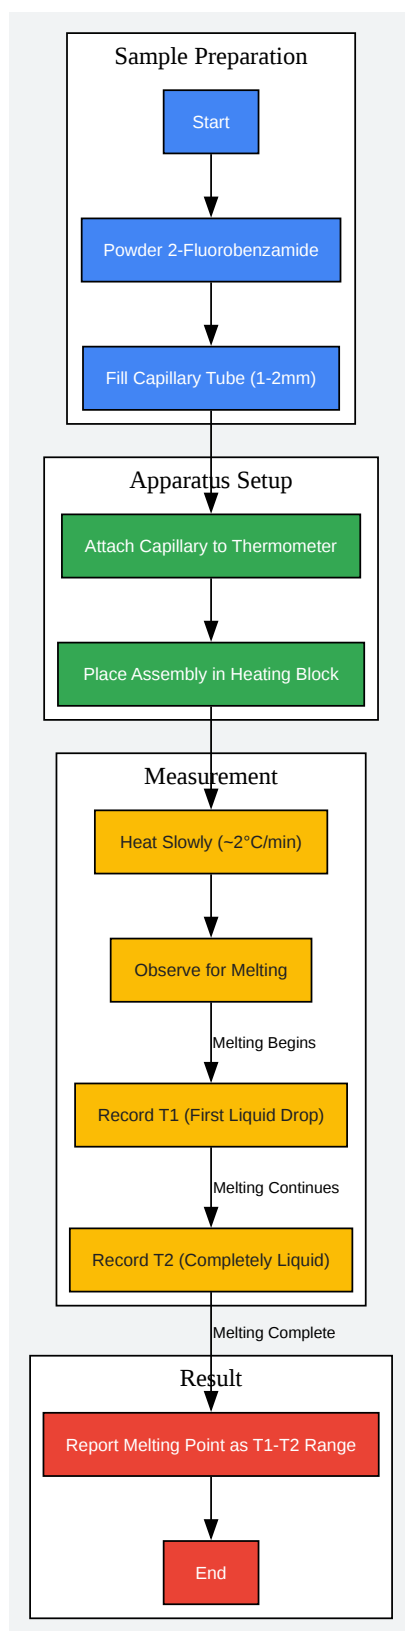 Sample Preparation
Start
Powder 2-Fluorobenzamide
Fill Capillary Tube (1-2mm)
Apparatus Setup
Attach Capillary to Thermometer
Place Assembly in Heating Block
Measurement
Heat Slowly (~2°C/min)
Observe for Melting
Melting Begins
Record T1 (First Liquid Drop)
Melting Continues
Record T2 (Completely Liquid)
Melting Complete
Result
Report Melting Point as T1-T2 Range
End